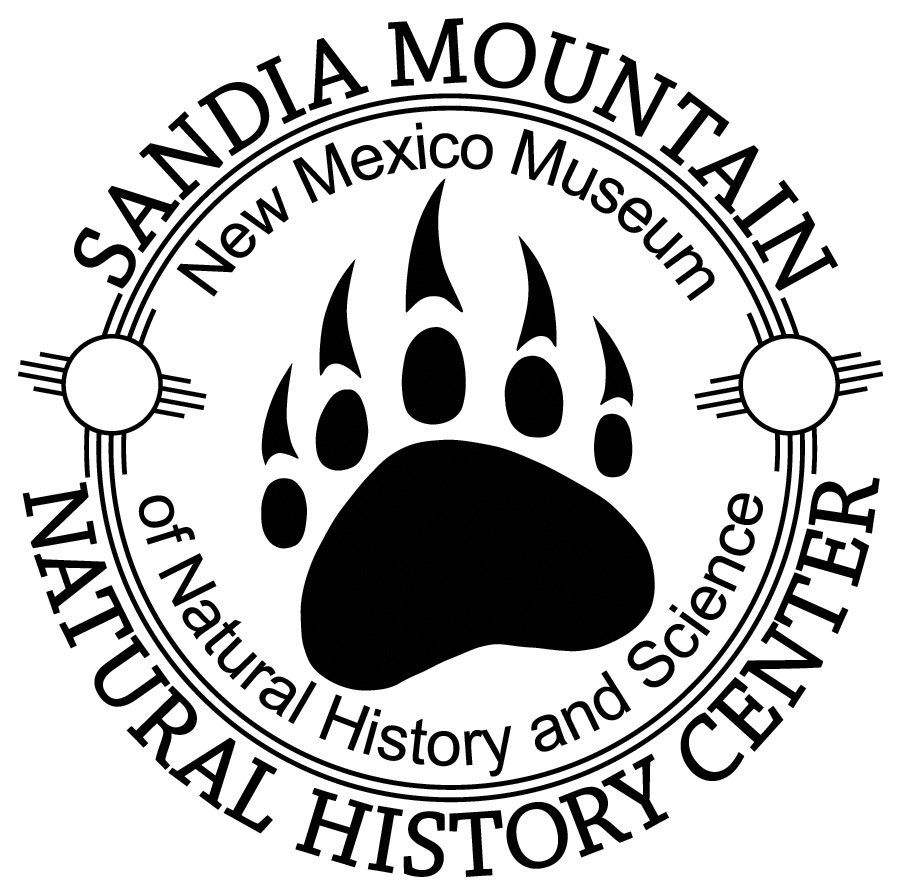 SANDIA MOUNTAIN
New Mexico Museum
of Natural History and Science
NATURAL HISTORY CENTER